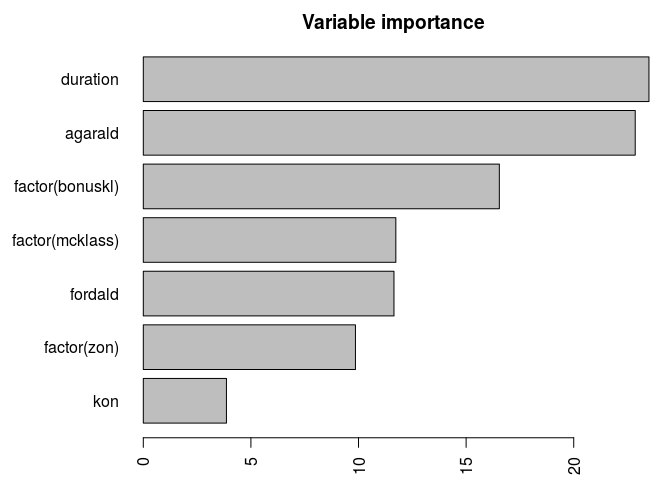 Variable importance
duration
agarald
factor(bonuskl)
factor(mcklass)
fordald
factor(zon)
kon
0 5 10 15 20